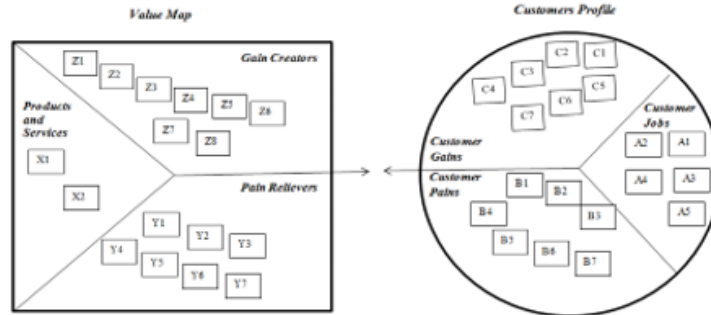 Value Map
Customers Profile
Z1
Z2
Z3
Z4
Z5
Z6
Z7
Z8
Gain Creators
Products
and
Services
X1
X2
Pain Relievers
Y1
Y2
Y3
Y4
Y5
Y6
Y7
C2
C1
C3
C4
C5
C6
C7
Customer
Gains
Customer
Jobs
A2
A1
A4
A3
A5
Customer
Pains
B1
B2
B3
B4
B5
B6
B7